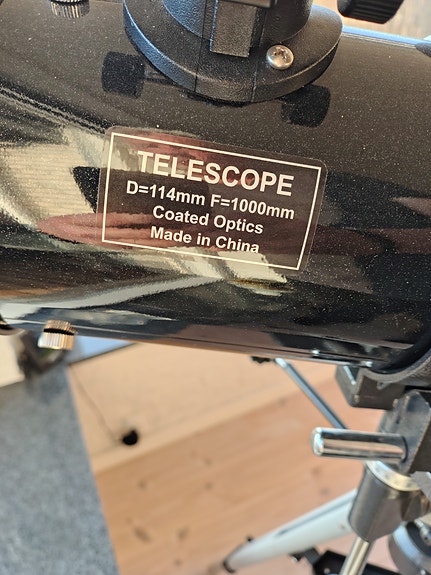 TELESCOPE
D=114mm F=1000mm
Coated Optics
Made in China